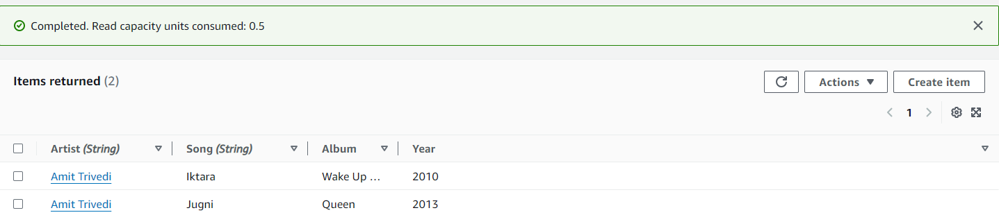 Completed. Read capacity units consumed: 0.5
Items returned (2)
Actions
Create item
1
Artist (String) Song (String) Album Year
Amit Trivedi Iktara Wake Up ... 2010
Amit Trivedi Jugni Queen 2013